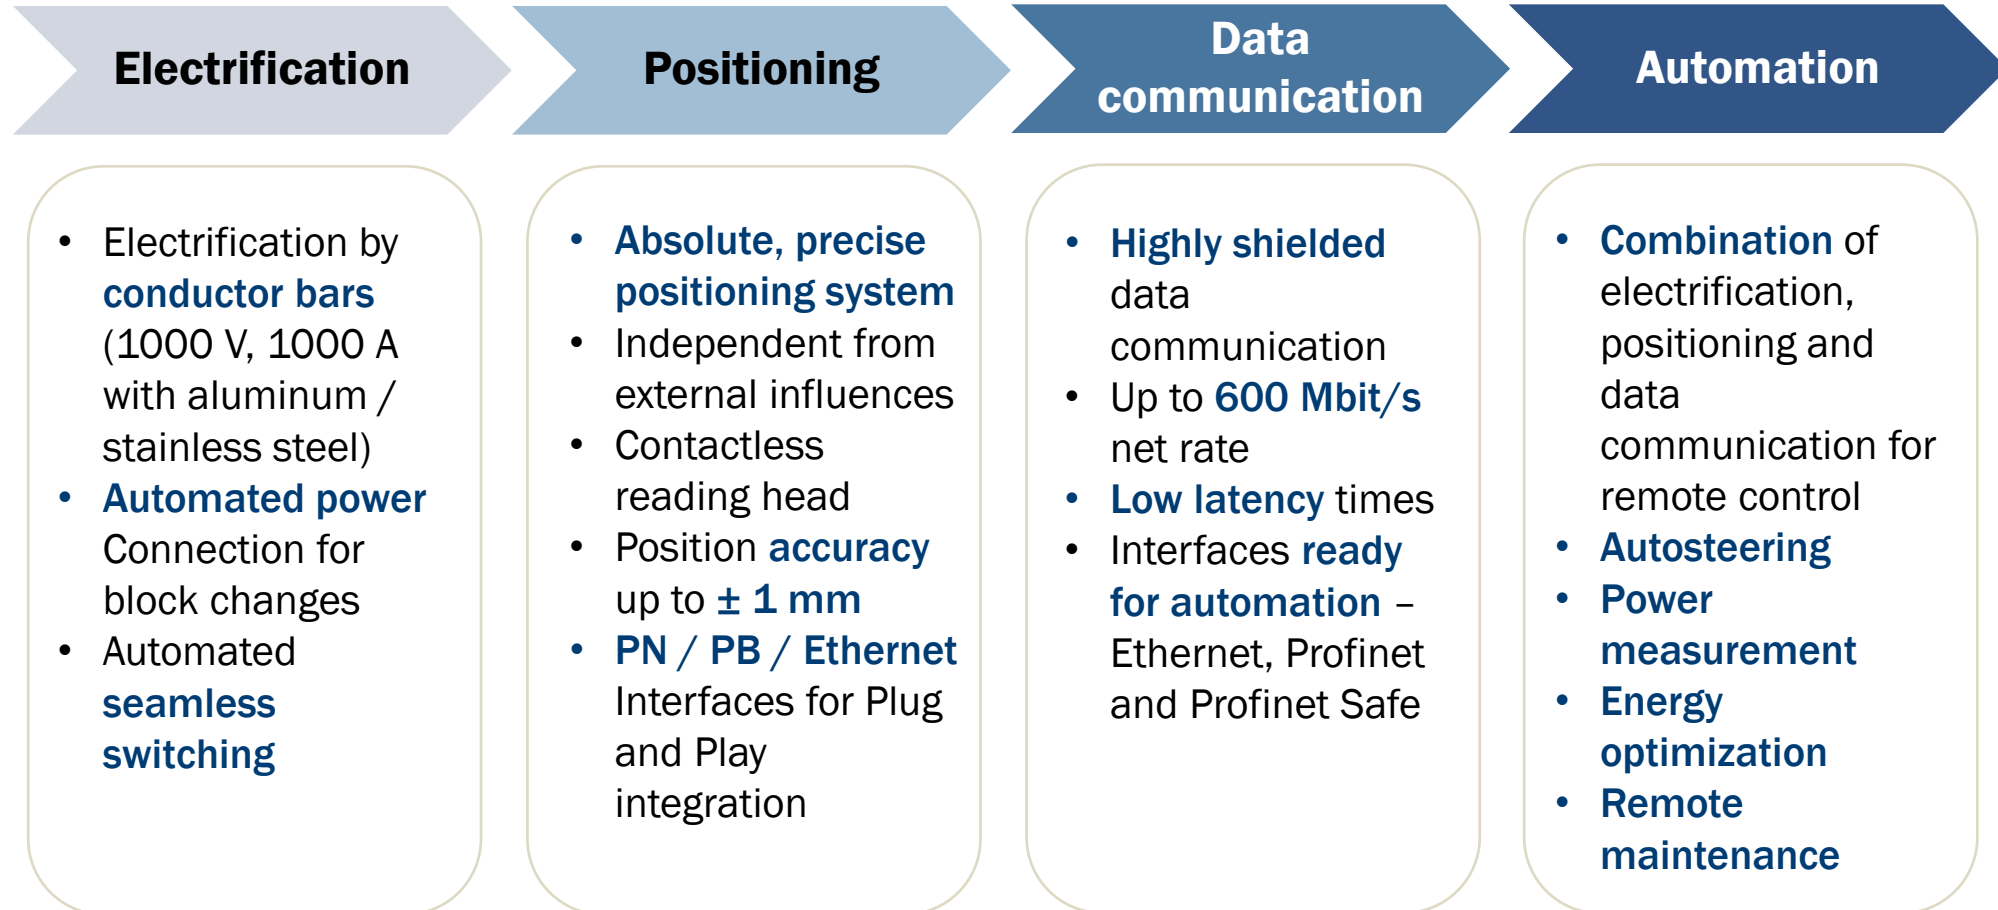 Electrification
• Electrification by
conductor bars
(1000 V, 1000 A
with aluminum /
stainless steel)
• Automated power
Connection for
block changes
• Automated
seamless
switching
Positioning
• Absolute, precise
positioning system
• Independent from
external influences
• Contactless
reading head
• Position accuracy
up to ± 1 mm
• PN / PB / Ethernet
Interfaces for Plug
and Play
integration
Data
communication
• Highly shielded
data
communication
• Up to 600 Mbit/s
net rate
• Low latency times
• Interfaces ready
for automation –
Ethernet, Profinet
and Profinet Safe
Automation
• Combination of
electrification,
positioning and
data
communication for
remote control
• Autosteering
• Power
measurement
• Energy
optimization
• Remote
maintenance